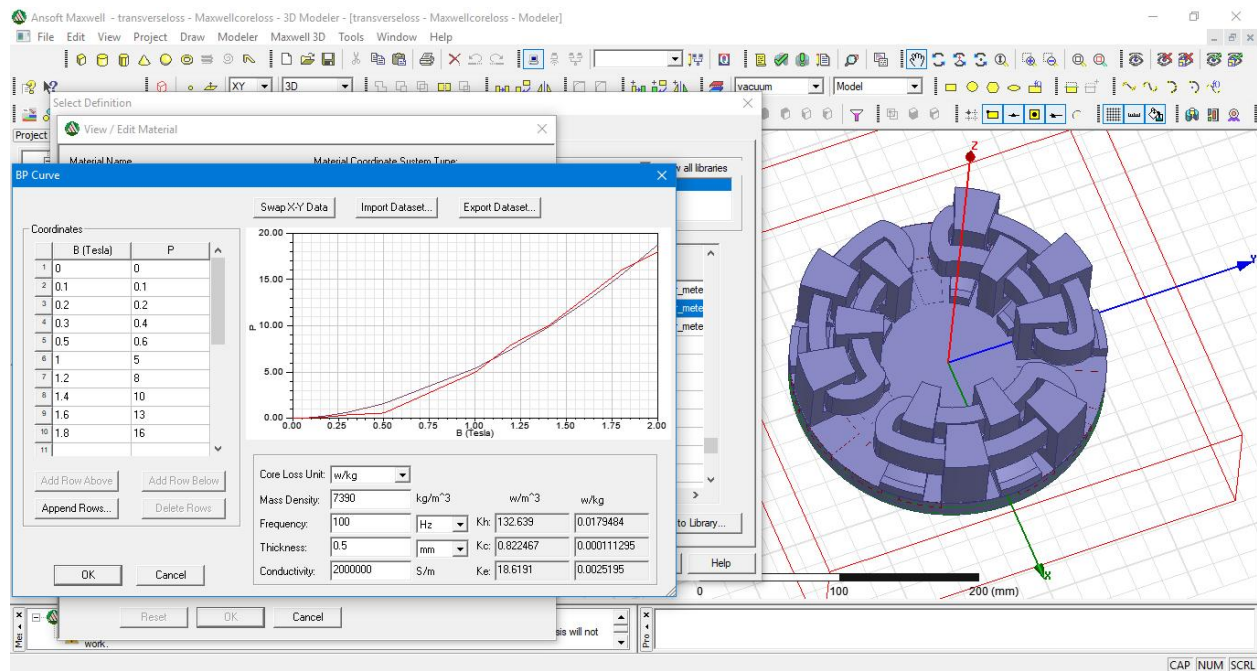 Ansoft Maxwell - transverseloss - Maxwellcoreloss - 3D Modeler - [transverseloss - Maxwellcoreloss - Modeler]
File Edit View Project Draw Modeler Maxwell 3D Tools Window Help
XY 3D vacuum Model
Select Definition
View / Edit Material
Project
Material Name Material Coordinate System Type:
all libraries
BP Curve
Swap X-Y Data Import Dataset... Export Dataset...
Coordinates
B (Tesla) P
1 0 0
2 0.1 0.1
3 0.2 0.2
4 0.3 0.4
5 0.5 0.6
6 1 5
7 1.2 8
8 1.4 10
9 1.6 13
10 1.8 16
11
20.00
15.00
10.00
5.00
0.00
P
0.00 0.25 0.50 0.75 1.00 1.25 1.50 1.75 2.00
B (Tesla)
r_mete
_mete
_mete
Z
Y
X
Add Row Above Add Row Below
Append Rows... Delete Rows
Core Loss Unit: w/kg
Mass Density: 7390 kg/m^3 w/m^3 w/kg
Frequency: 100 Hz Kh: 132.639 0.0179484
Thickness: 0.5 mm Kc: 0.822467 0.000111295
Conductivity: 2000000 S/m Ke: 18.6191 0.0025195
OK Cancel
to Library...
Help
0 100 200 (mm)
Reset OK Cancel
sis will not
work.
Mes
Pro
CAP NUM SCRL